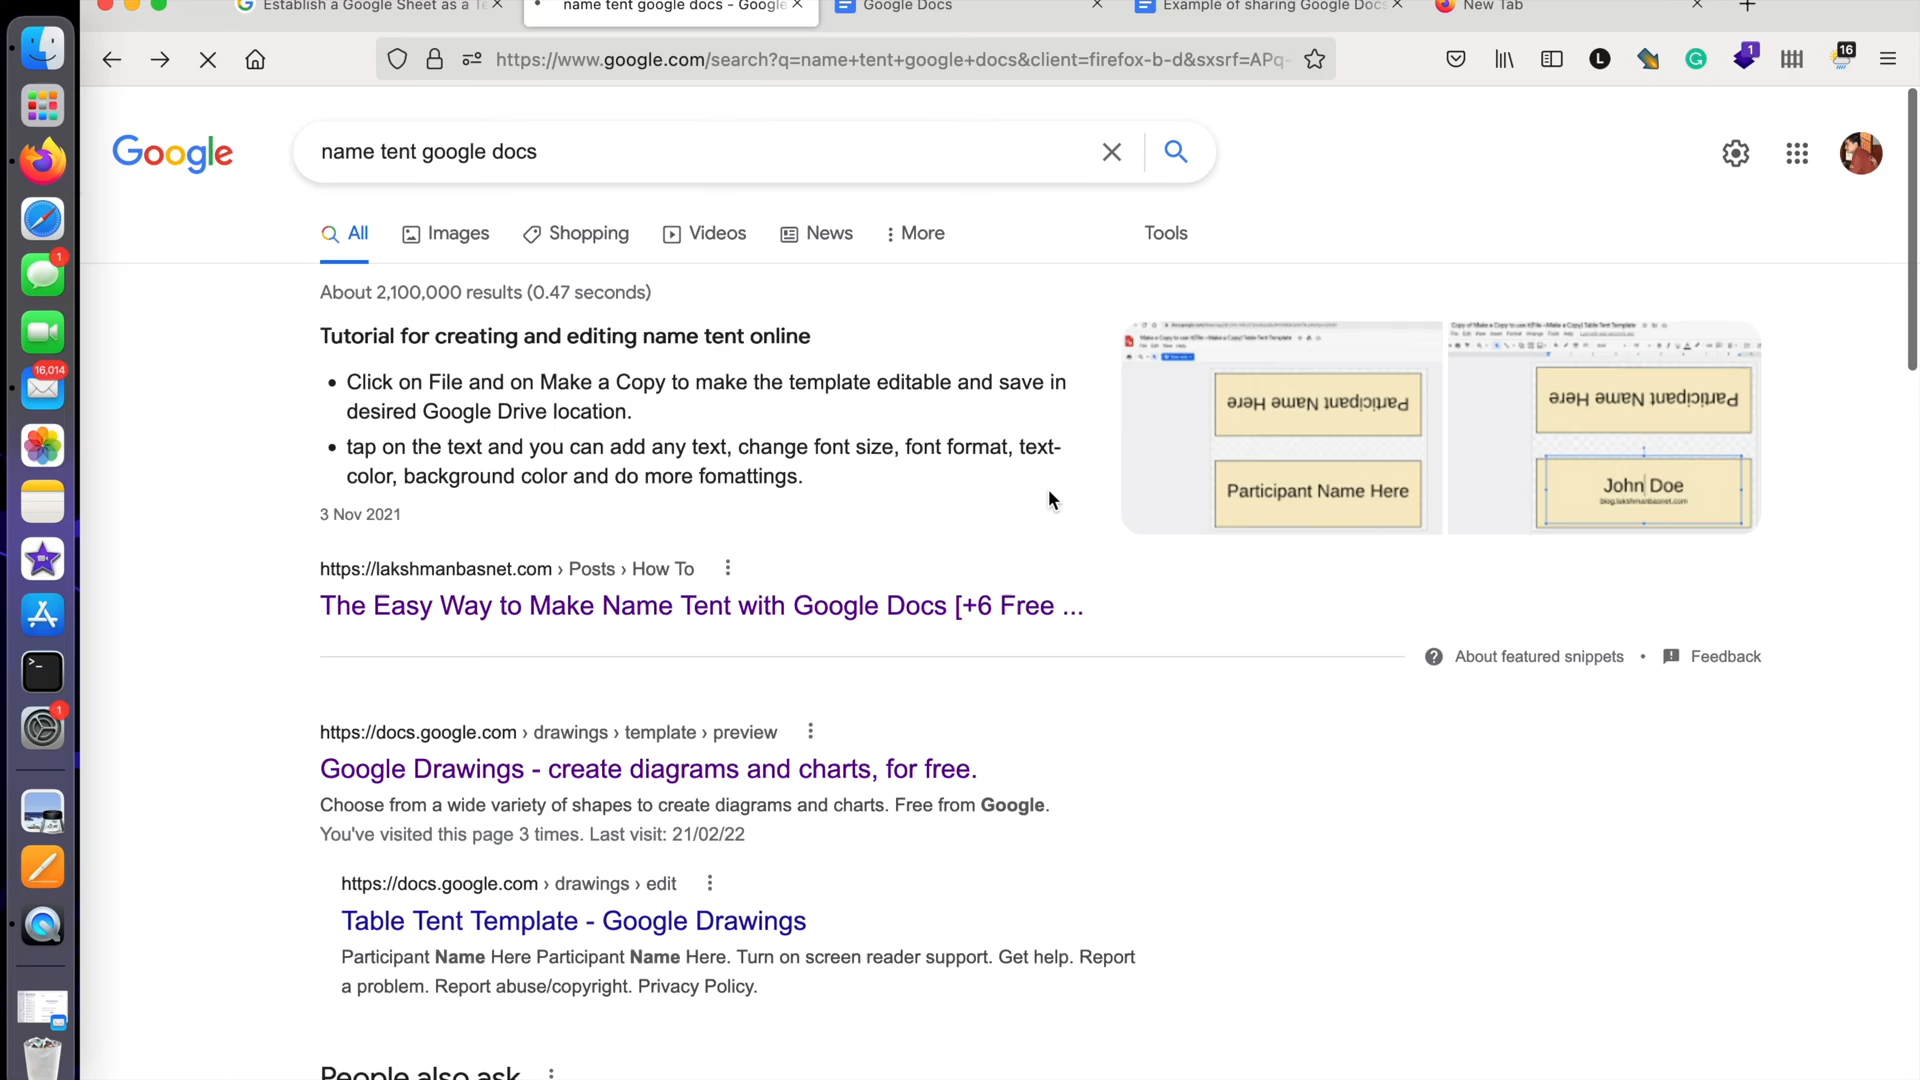 Establish a Google Sheet as a Te
name tent google docs - Google
Google Docs
Example of sharing Google Docs
New Tab
https://www.google.com/search?q=name+tent+google+docs&client=firefox-b-d&sxsrf=APq-
L
1
16
Google
name tent google docs
All
Images
Shopping
Videos
News
More
Tools
About 2,100,000 results (0.47 seconds)
Tutorial for creating and editing name tent online
• Click on File and on Make a Copy to make the template editable and save in
desired Google Drive location.
• tap on the text and you can add any text, change font size, font format, text-
color, background color and do more fomattings.
3 Nov 2021
Participant Name Here
Participant Name Here
Participant Name Here
John Doe
blog.lakshmanbasnet.com
https://lakshmanbasnet.com › Posts › How To
The Easy Way to Make Name Tent with Google Docs [+6 Free ...
About featured snippets • Feedback
https://docs.google.com › drawings › template › preview
Google Drawings - create diagrams and charts, for free.
Choose from a wide variety of shapes to create diagrams and charts. Free from Google.
You've visited this page 3 times. Last visit: 21/02/22
https://docs.google.com › drawings › edit
Table Tent Template - Google Drawings
Participant Name Here Participant Name Here. Turn on screen reader support. Get help. Report
a problem. Report abuse/copyright. Privacy Policy.
People also ask
1
16,014
1